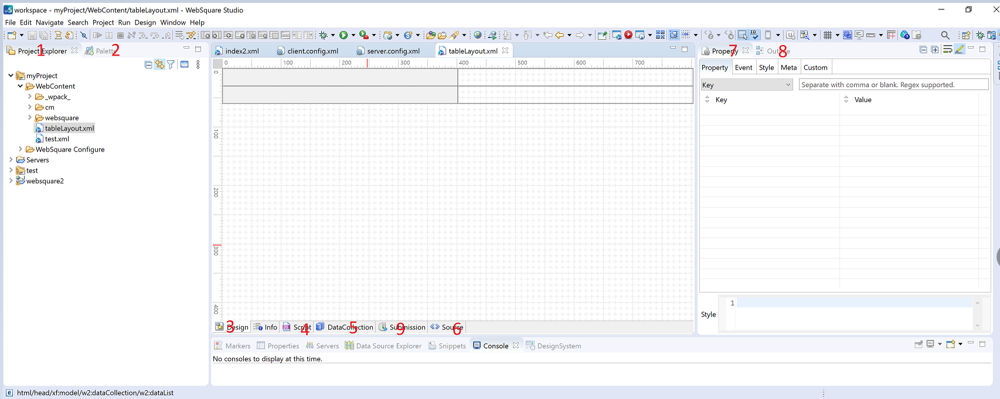 workspace - myProject/WebContent/tableLayout.xml - WebSquare Studio
File Edit Navigate Search Project Run Design Window Help
Project Explorer 1 Palette 2
index2.xml client.config.xml server.config.xml tableLayout.xml
Property 7 Outline 8
0 100 200 300 400 500 600 700
Property Event Style Meta Custom
0
myProject
Key Separate with comma or blank. Regex supported.
WebContent
_wpack_
Key Value
cm
websquare
tableLayout.xml
100
test.xml
WebSquare Configure
Servers
test
websquare2
200
300
400
1
Style
Design 3 Info Script 4 DataCollection 5 Submission 9 Source 6
Markers Properties Servers Data Source Explorer Snippets Console DesignSystem
No consoles to display at this time.
html/head/xf:model/w2:dataCollection/w2:dataList